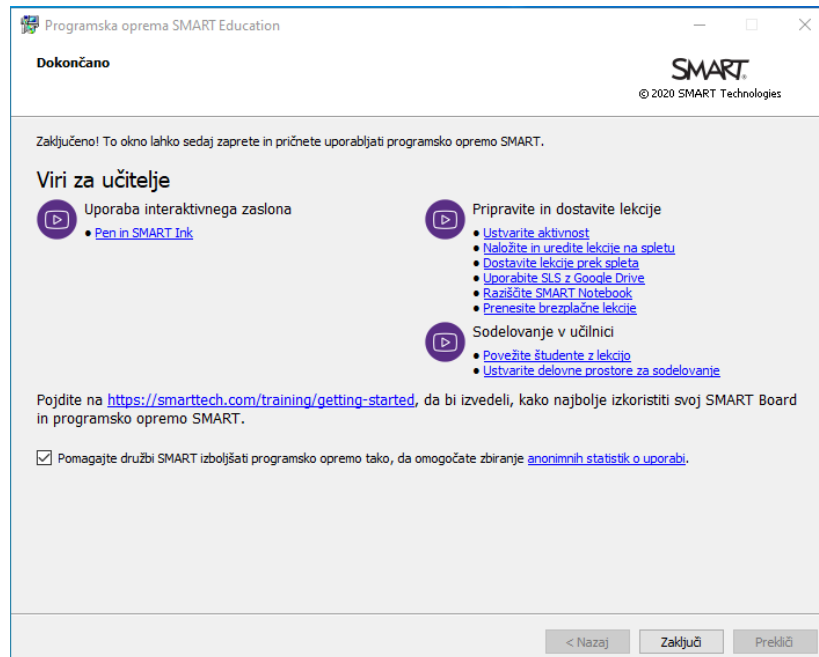 Programska oprema SMART Education
Dokončano
SMART.
© 2020 SMART Technologies
Zaključeno! To okno lahko sedaj zaprete in pričnete uporabljati programsko opremo SMART.
Viri za učitelje
Uporaba interaktivnega zaslona
• Pen in SMART Ink
Pripravite in dostavite lekcije
• Ustvarite aktivnost
• Naložite in uredite lekcije na spletu
• Dostavite lekcije prek spleta
• Uporabite SLS z Google Drive
• Raziščite SMART Notebook
• Prenesite brezplačne lekcije
Sodelovanje v učilnici
• Povežite študente z lekcijo
• Ustvarite delovne prostore za sodelovanje
Pojdite na https://smarttech.com/training/getting-started, da bi izvedeli, kako najbolje izkoristiti svoj SMART Board
in programsko opremo SMART.
Pomagajte družbi SMART izboljšati programsko opremo tako, da omogočate zbiranje anonimnih statistik o uporabi.
< Nazaj
Zaključi
Prekliči